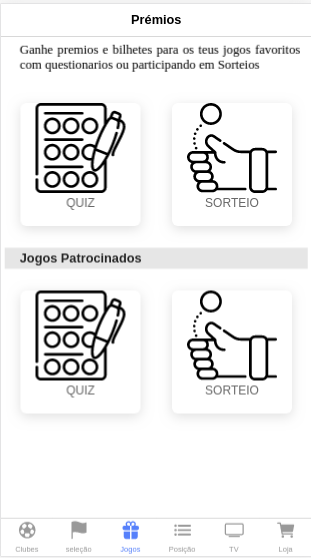 Prémios
Ganhe premios e bilhetes para os teus jogos favoritos
com questionarios ou participando em Sorteios
QUIZ
SORTEIO
Jogos Patrocinados
QUIZ
SORTEIO
Clubes
seleção
Jogos
Posição
TV
Loja